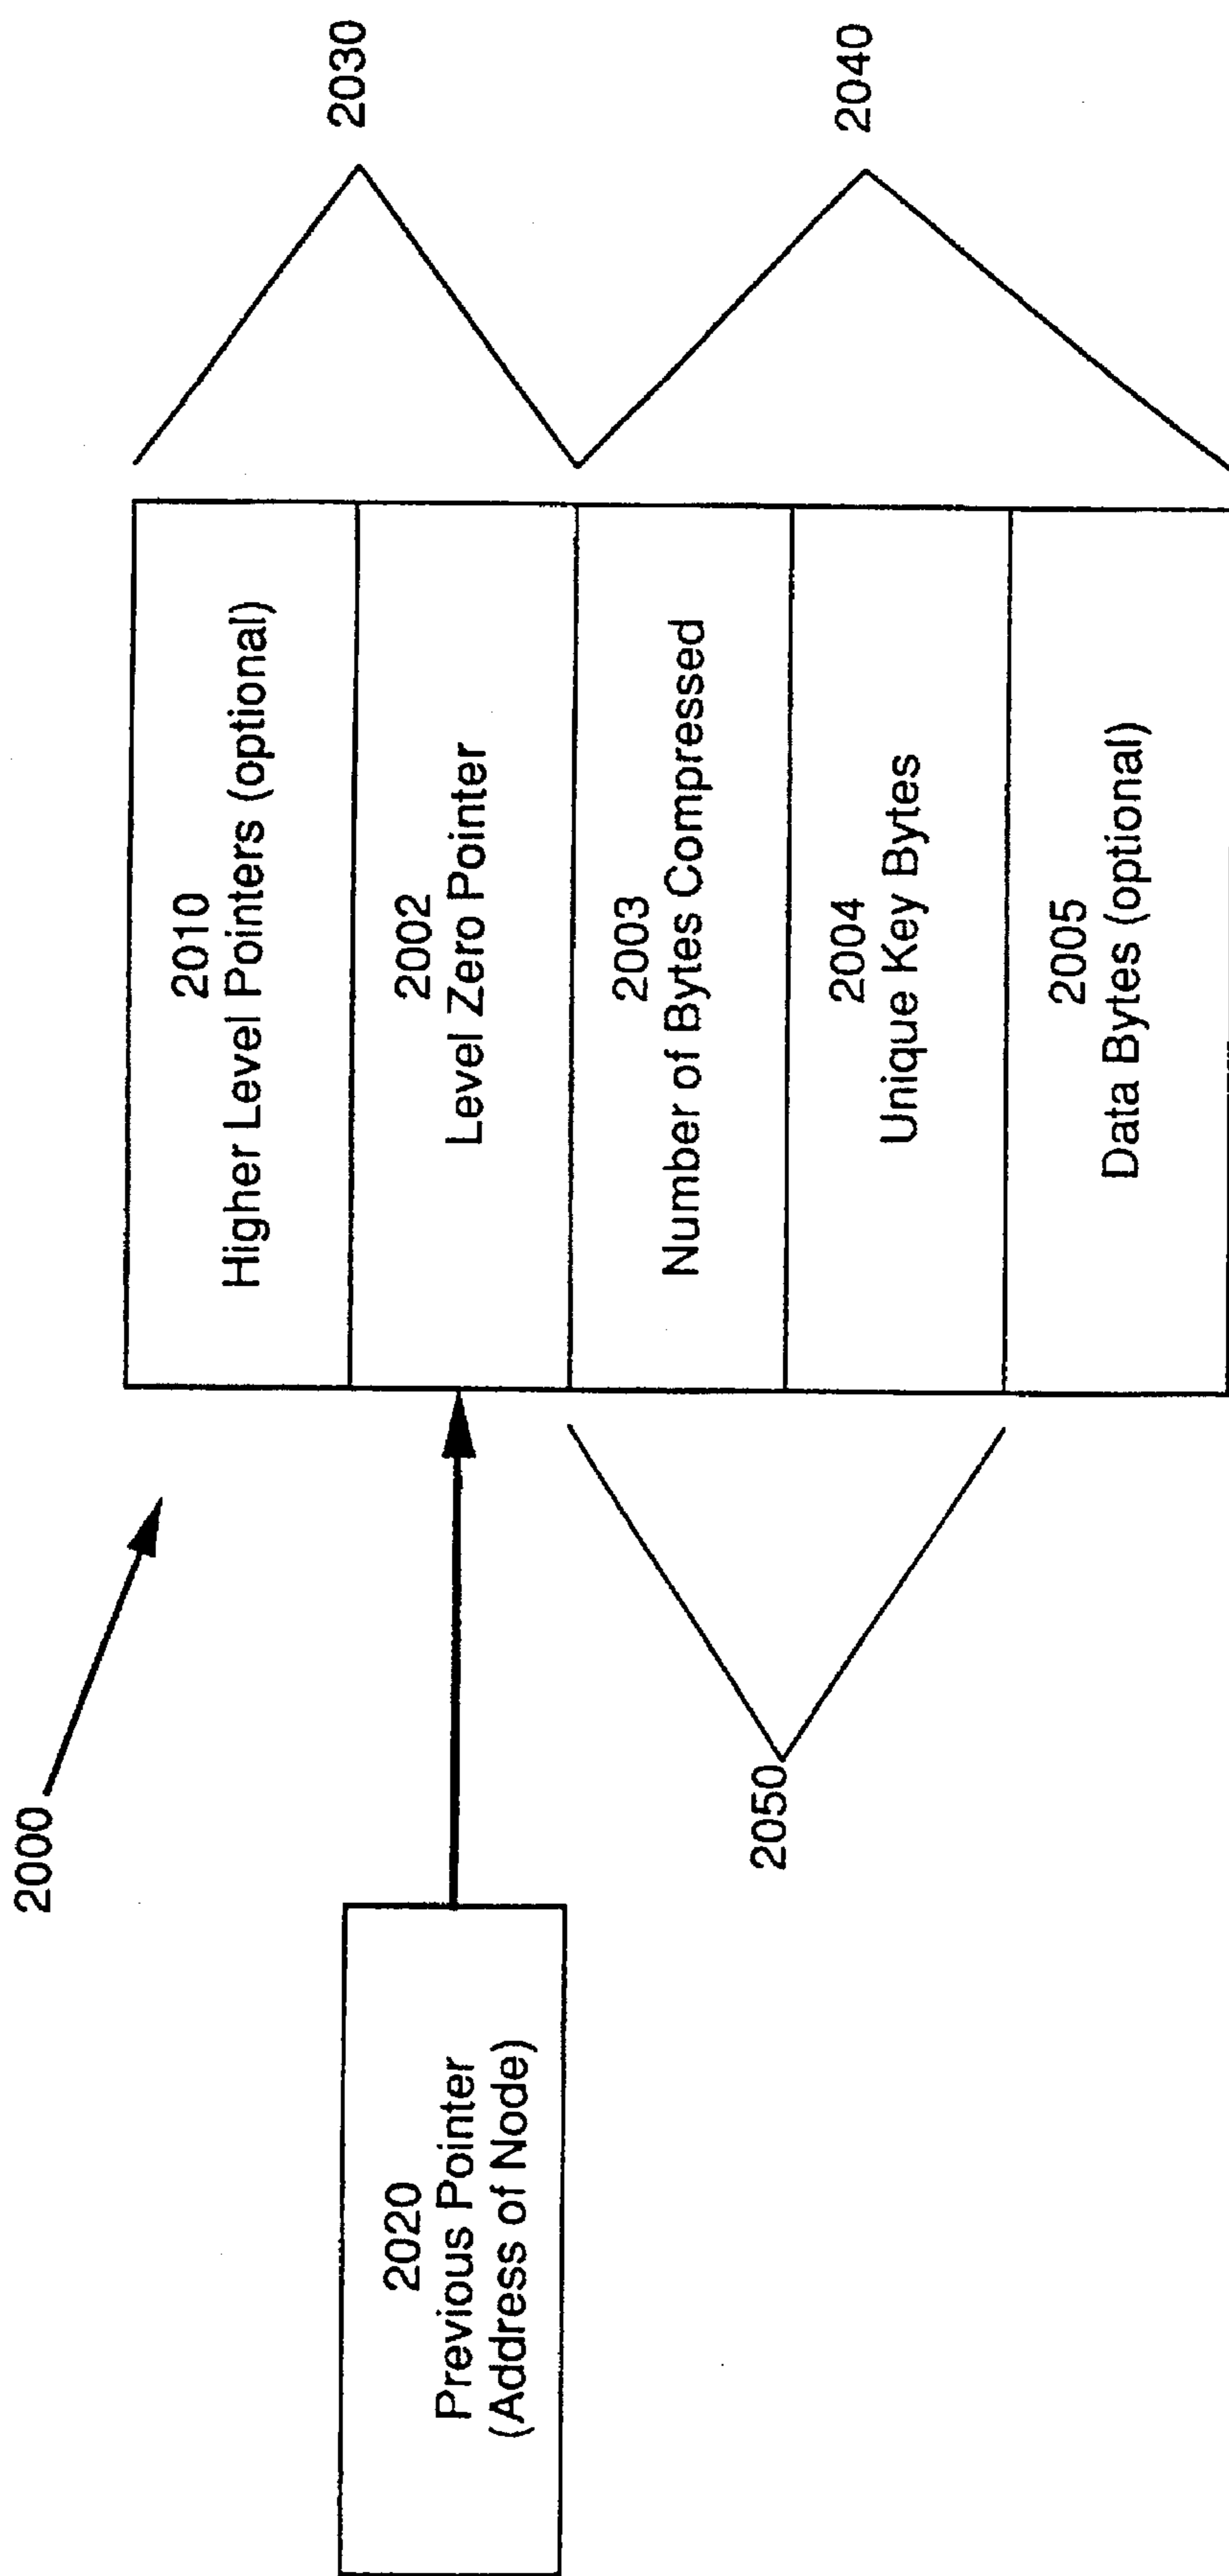 2000
2010
Higher Level Pointers (optional)
2002
Level Zero Pointer
2003
Number of Bytes Compressed
2004
Unique Key Bytes
2005
Data Bytes (optional)
2020
Previous Pointer
(Address of Node)
2030
2040
2050